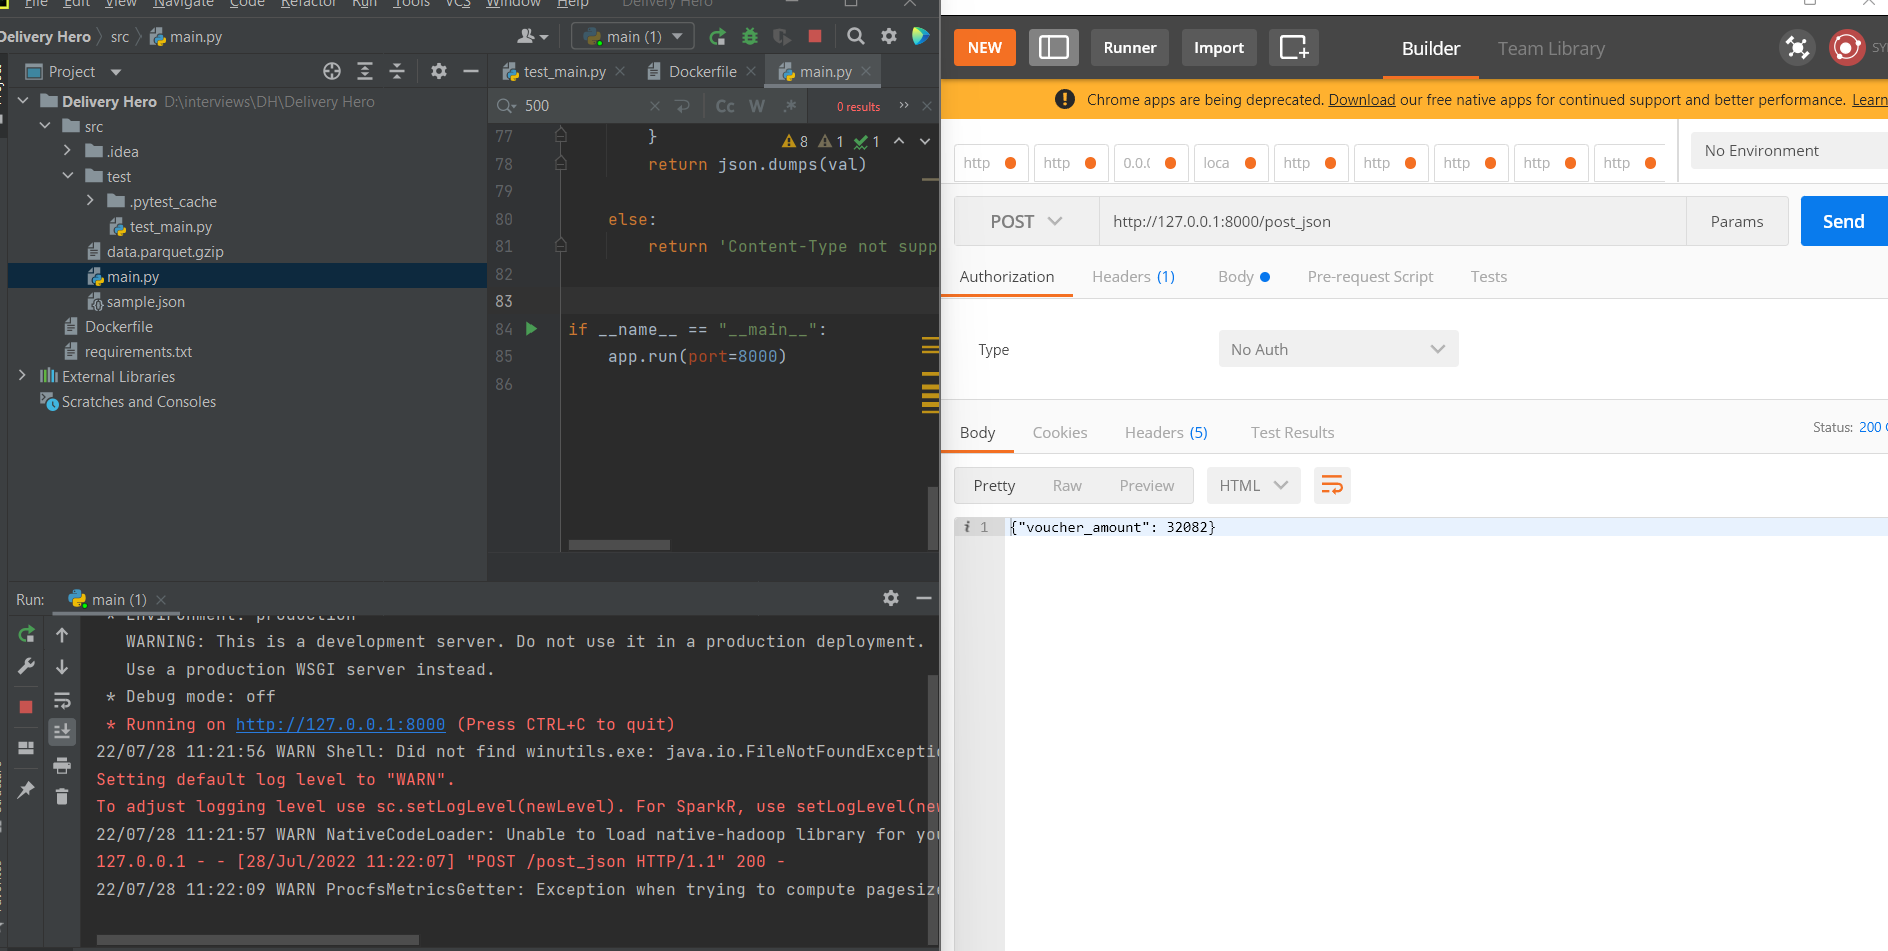 File Edit View Navigate Code Refactor Run Tools VCS Window Help Delivery Hero
Delivery Hero src main.py
main (1)
Project
Delivery Hero D:\interviews\DH\Delivery Hero
src
.idea
test
.pytest_cache
test_main.py
data.parquet.gzip
main.py
sample.json
Dockerfile
requirements.txt
External Libraries
Scratches and Consoles
test_main.py Dockerfile main.py
500 Cc W .* 0 results
8 1 1
77 }
78 return json.dumps(val)
79
80 else:
81 return 'Content-Type not supp
82
83
84 if __name__ == "__main__":
85 app.run(port=8000)
86
Run: main (1)
* Environment: production
WARNING: This is a development server. Do not use it in a production deployment.
Use a production WSGI server instead.
* Debug mode: off
* Running on http://127.0.0.1:8000 (Press CTRL+C to quit)
22/07/28 11:21:56 WARN Shell: Did not find winutils.exe: java.io.FileNotFoundExceptio
Setting default log level to "WARN".
To adjust logging level use sc.setLogLevel(newLevel). For SparkR, use setLogLevel(new
22/07/28 11:21:57 WARN NativeCodeLoader: Unable to load native-hadoop library for you
127.0.0.1 - - [28/Jul/2022 11:22:07] "POST /post_json HTTP/1.1" 200 -
22/07/28 11:22:09 WARN ProcfsMetricsGetter: Exception when trying to compute pagesize
NEW Runner Import Builder Team Library SY
Chrome apps are being deprecated. Download our free native apps for continued support and better performance. Learn
http http 0.0.0 loca http http http http http
No Environment
POST http://127.0.0.1:8000/post_json Params Send
Authorization Headers (1) Body Pre-request Script Tests
Type No Auth
Body Cookies Headers (5) Test Results Status: 200
Pretty Raw Preview HTML
i 1 {"voucher_amount": 32082}